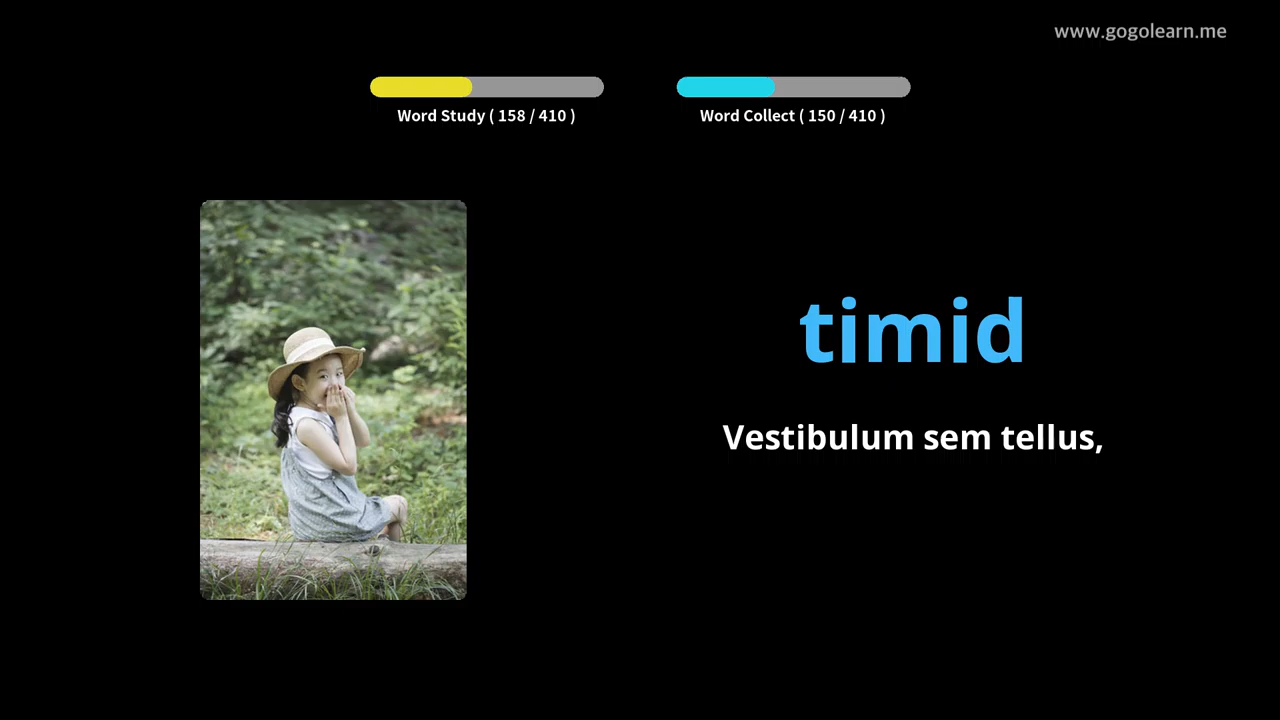 www.gogolearn.me
Word Study ( 158 / 410 )
Word Collect ( 150 / 410 )
timid
Vestibulum sem tellus,